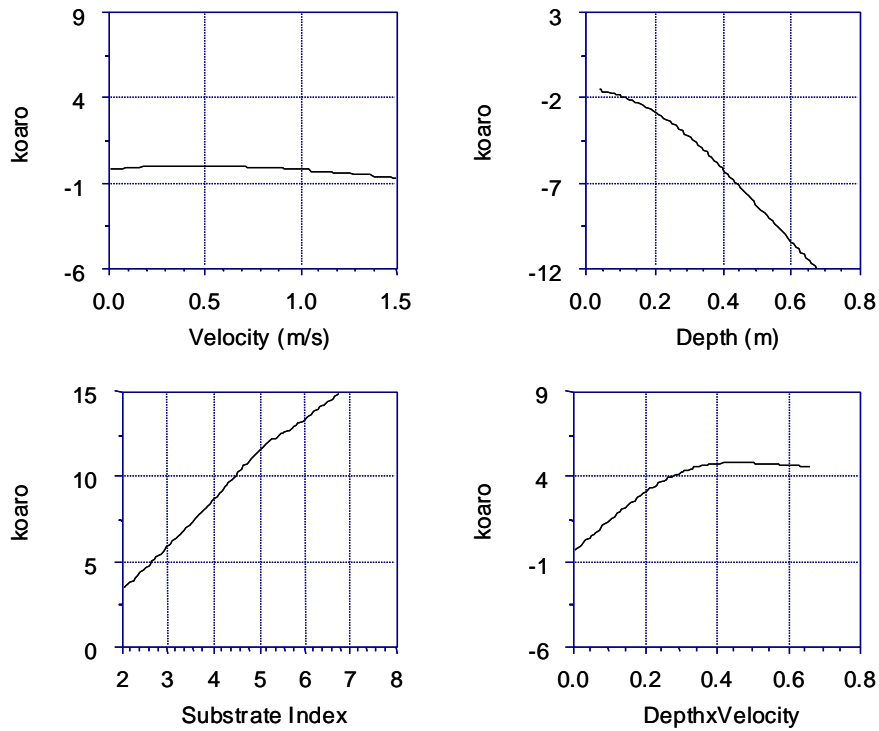 9
4
-1
-6
koaro
0.0 0.5 1.0 1.5
Velocity (m/s)
3
-2
-7
-12
koaro
0.0 0.2 0.4 0.6 0.8
Depth (m)
15
10
5
0
koaro
2 3 4 5 6 7 8
Substrate Index
9
4
-1
-6
koaro
0.0 0.2 0.4 0.6 0.8
DepthxVelocity